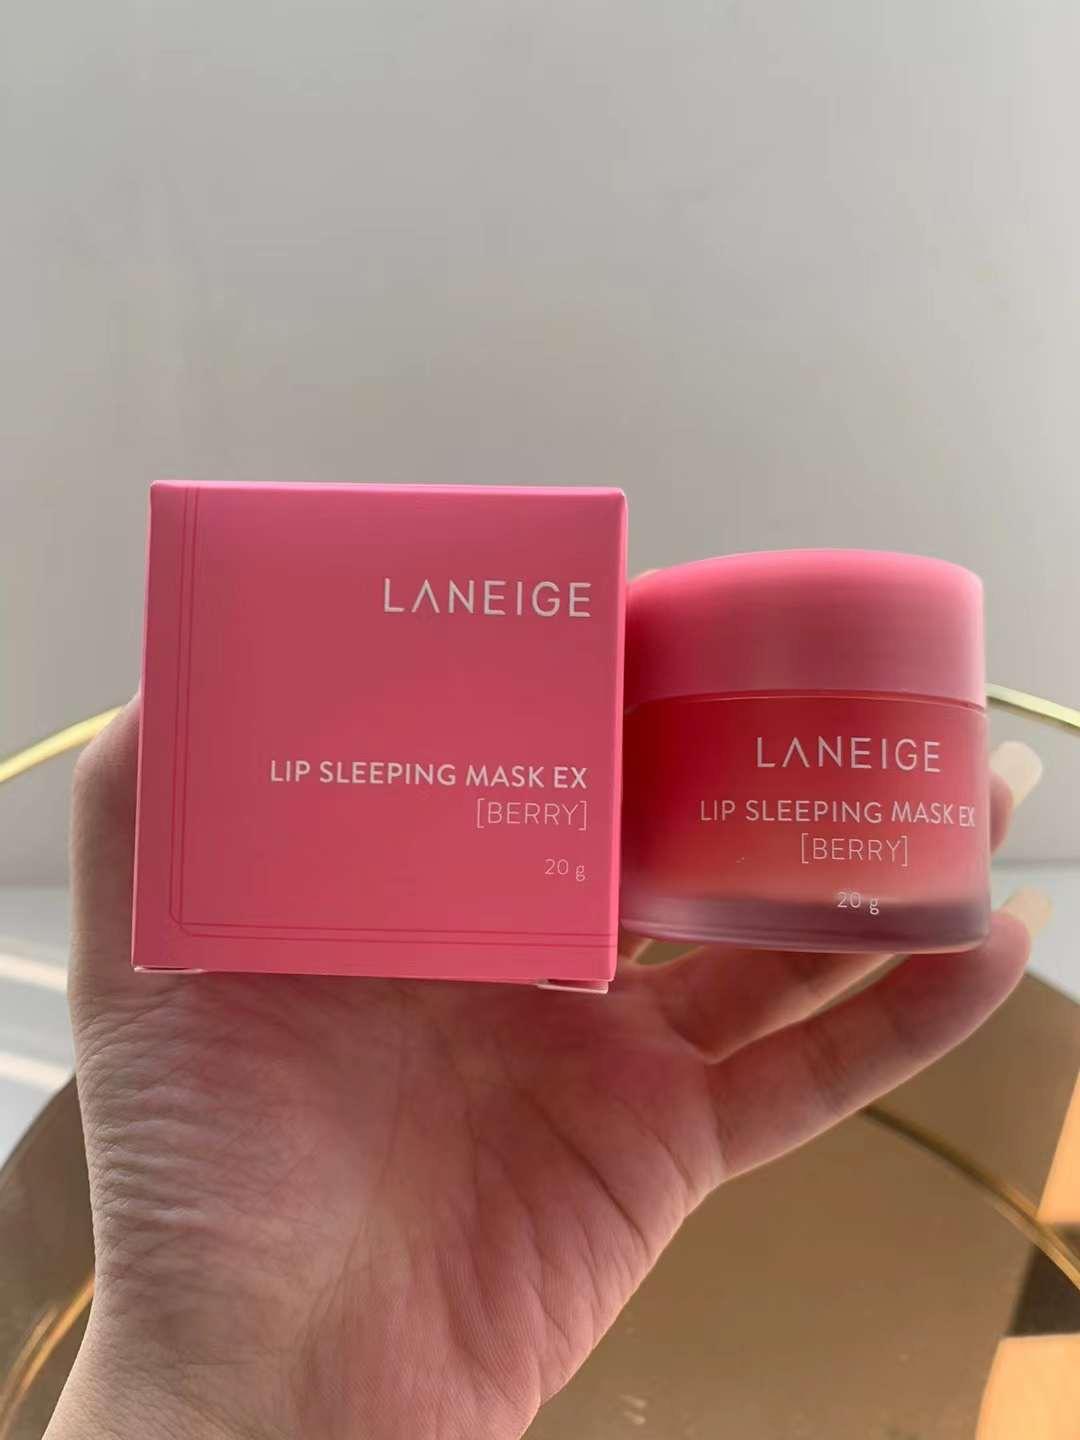 LANEIGE
LIP SLEEPING MASK EX
[BERRY]
20 g
LANEIGE
LIP SLEEPING MASK EX
[BERRY]
20 g